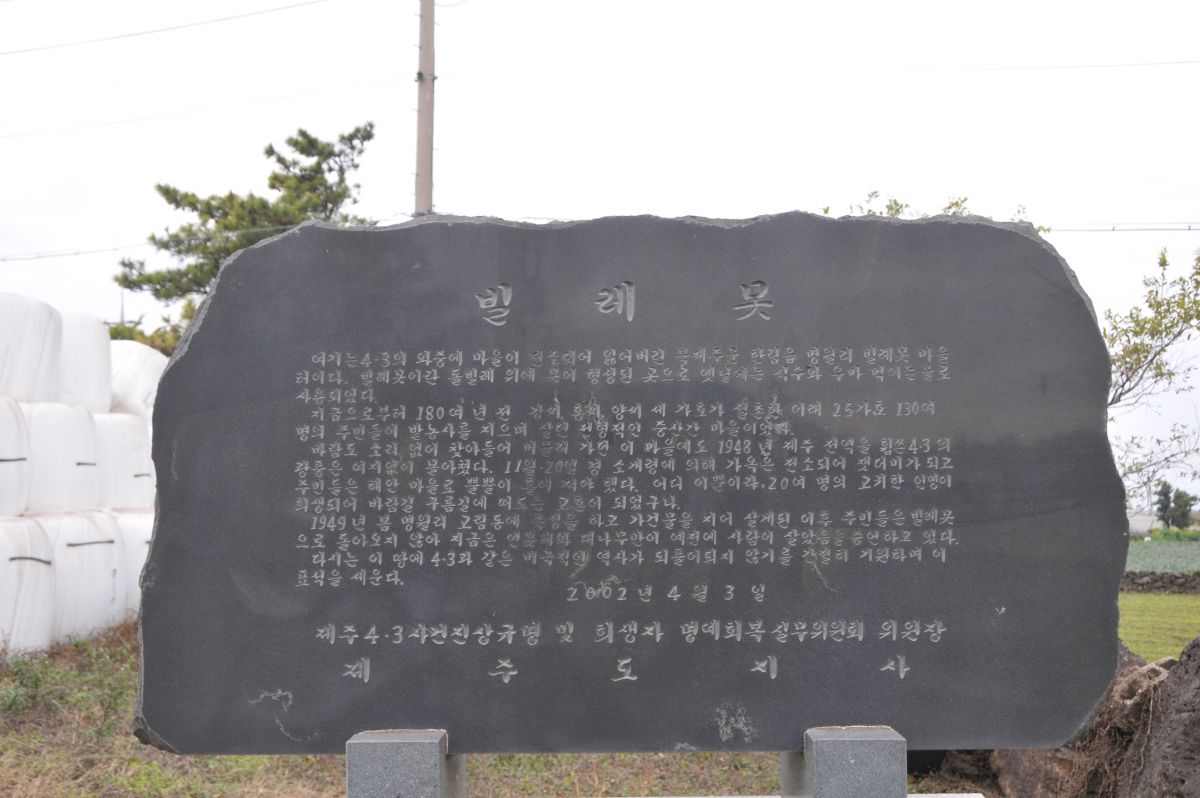 빌레못
여기는 4·3의 와중에 마을이 전소되어 잃어버린 북제주군 한림읍 명월리 빌레못 마을
터이다. 빌레못이란 돌빌레 위에 못이 형성된 곳으로 옛날에는 식수와 우마 먹이는 물로
사용되었다.
지금으로부터 180여 년 전 강씨, 홍씨, 양씨 세 가호가 설촌한 이래 25가호 130여
명의 주민들이 밭농사를 지으며 살던 전형적인 중산간 마을이었다.
바람도 소리 없이 찾아들어 머물러 가던 이 마을에도 1948년 제주 전역을 휩쓴 4·3의
광풍은 여지없이 몰아쳤다. 11월 20일 경 소개령에 의해 가옥은 전소되어 잿더미가 되고
주민들은 해안 마을로 뿔뿔이 흩어 져야 했다. 어디 이뿐이랴, 20여 명의 고귀한 인명이
희생되어 바람길 구름길에 떠도는 고혼이 되었구나.
1949년 봄 명월리 고림동에 축성을 하고 가건물을 지어 살게된 이후 주민들은 빌레못
으로 돌아오지 않아 지금은 연못터와 대나무만이 예전에 사람이 살았음을 증언하고 있다.
다시는 이 땅에 4·3과 같은 비극적인 역사가 되풀이되지 않기를 간절히 기원하며 이
표석을 세운다.
2002년 4월 3일
제주4·3사건진상규명 및 희생자 명예회복실무위원회 위원장
제주도지사